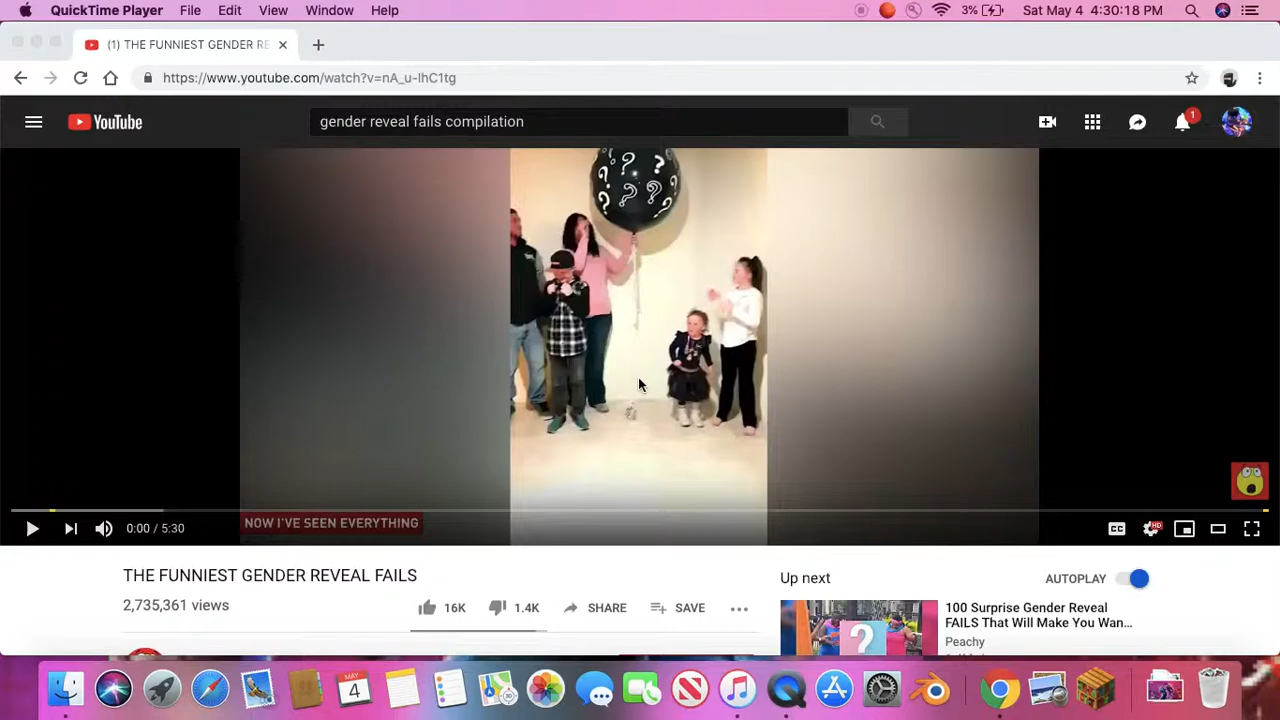 QuickTime Player File Edit View Window Help 3% Sat May 4 4:30:18 PM
(1) THE FUNNIEST GENDER RE
https://www.youtube.com/watch?v=nA_u-IhC1tg
YouTube gender reveal fails compilation 1
? ? ? ? ? ?
NOW I'VE SEEN EVERYTHING
0:00 / 5:30 CC HD
THE FUNNIEST GENDER REVEAL FAILS
2,735,361 views
16K 1.4K SHARE SAVE
Up next AUTOPLAY
100 Surprise Gender Reveal
FAILS That Will Make You Wan...
Peachy
?
MAY
4